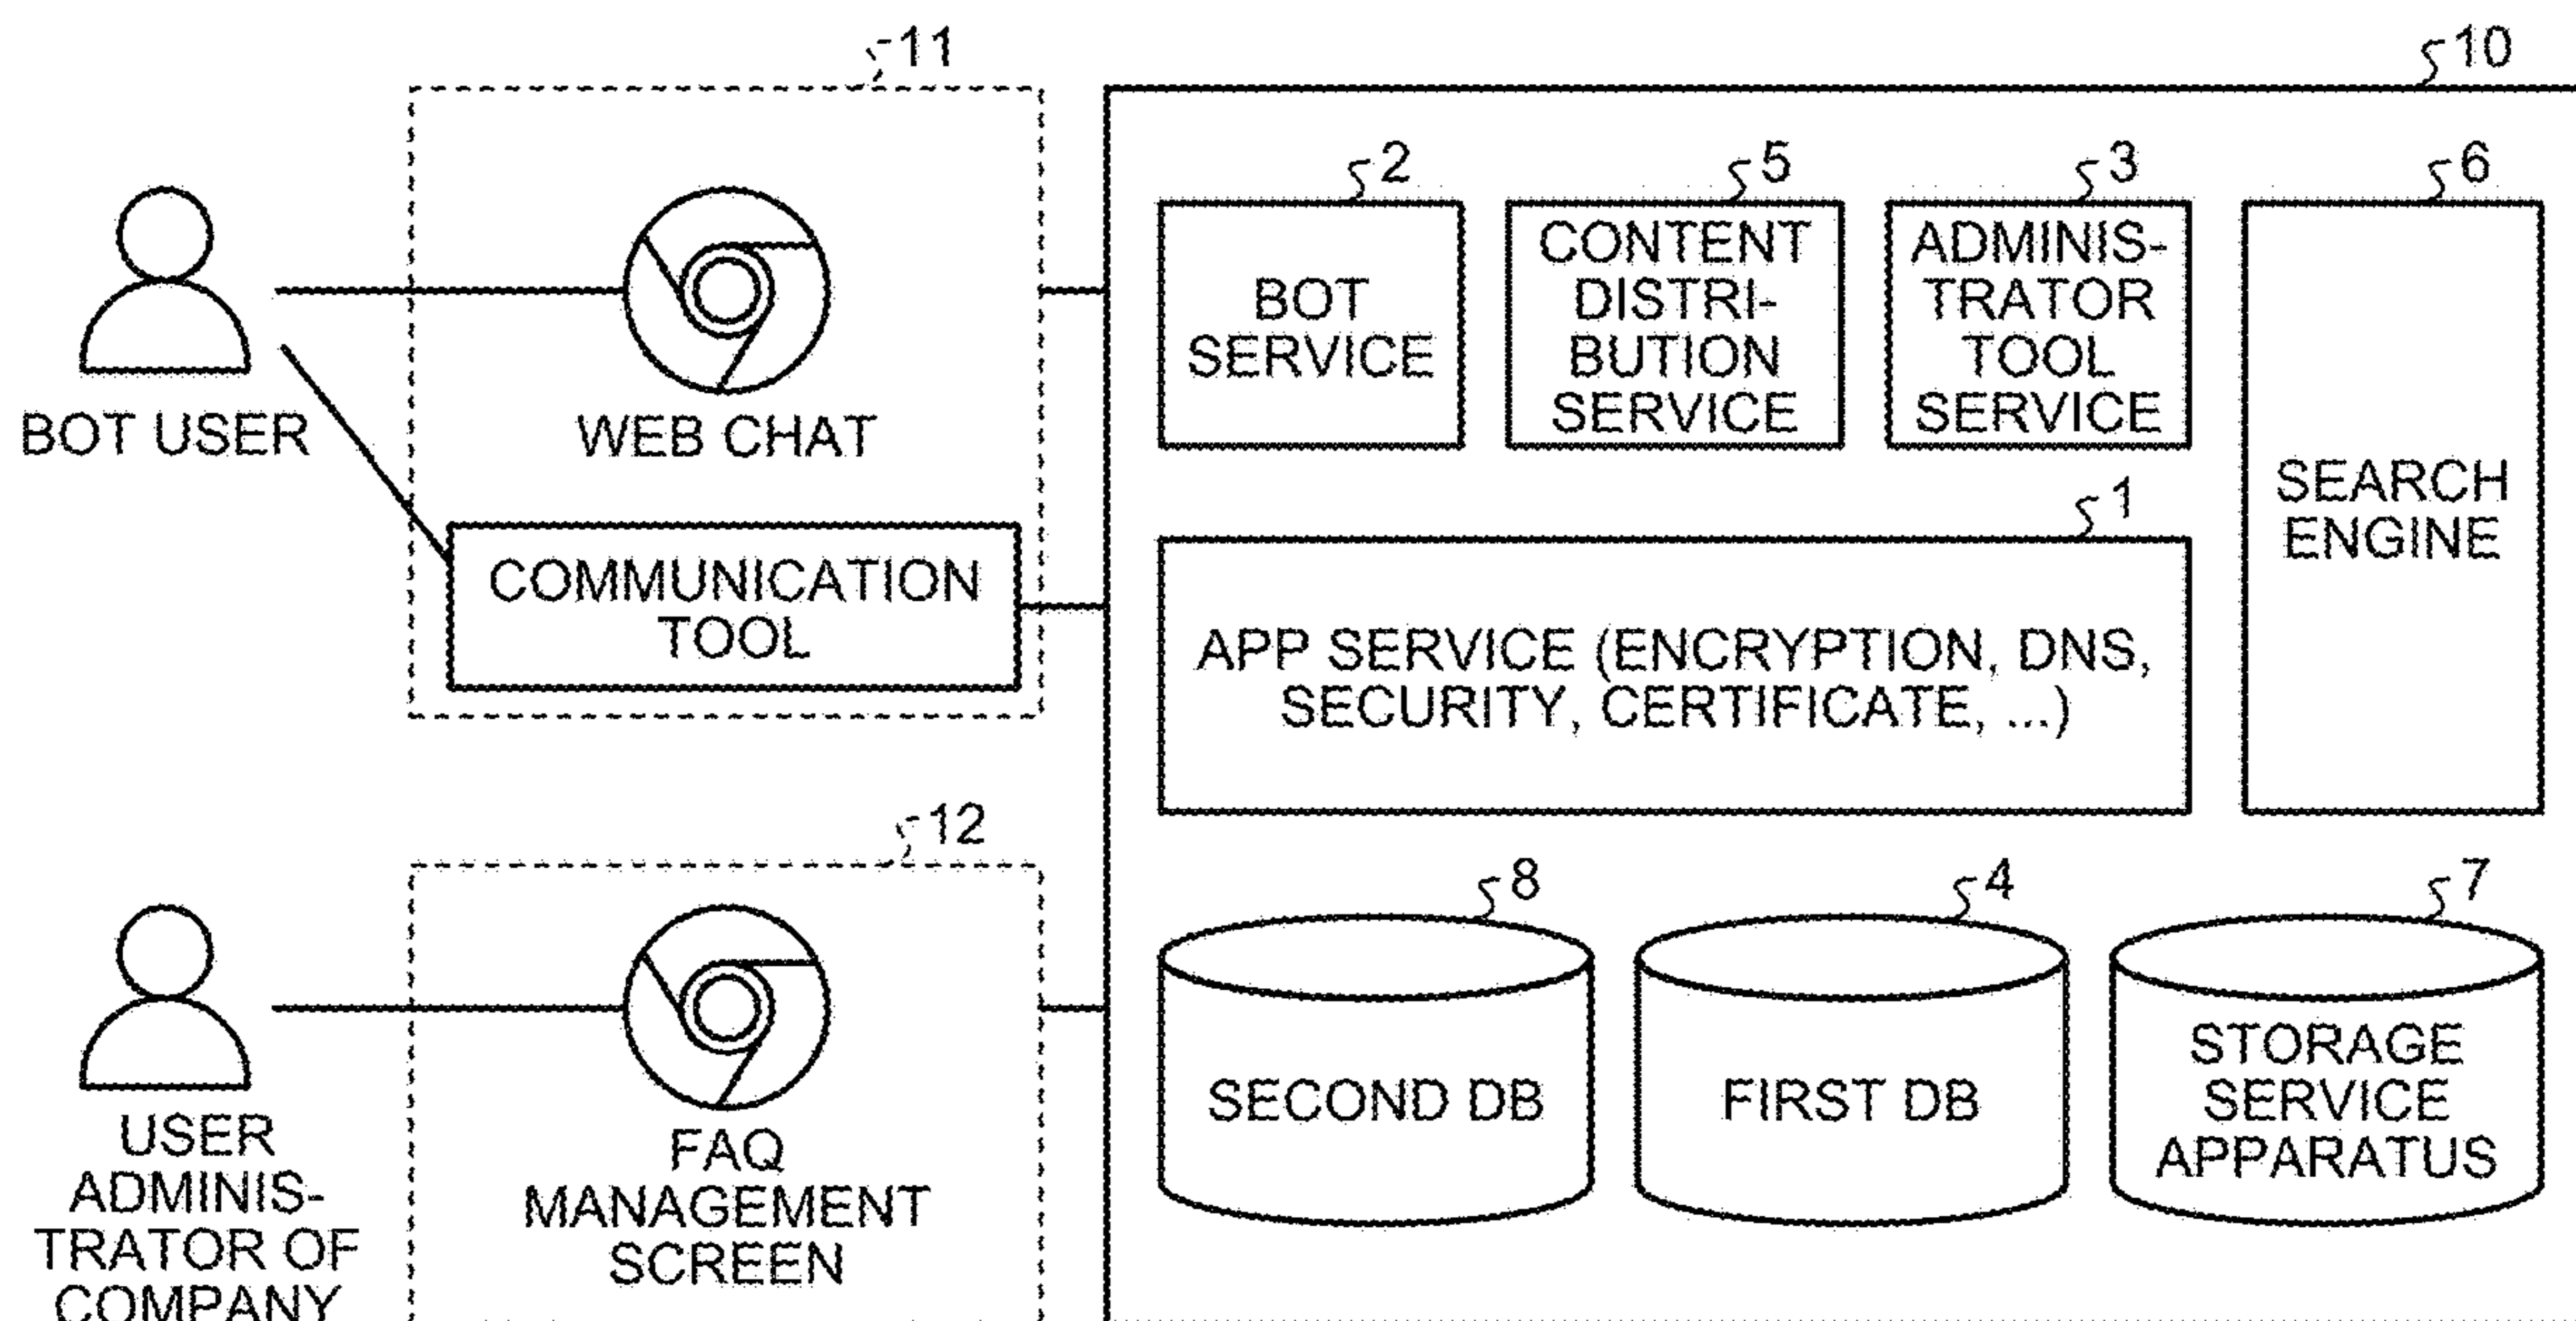 11
10
2
5
3
6
BOT
SERVICE
CONTENT
DISTRI-
BUTION
SERVICE
ADMINIS-
TRATOR
TOOL
SERVICE
SEARCH
ENGINE
BOT USER
WEB CHAT
COMMUNICATION
TOOL
1
APP SERVICE (ENCRYPTION, DNS,
SECURITY, CERTIFICATE, ...)
12
8
4
7
USER
ADMINIS-
TRATOR OF
COMPANY
FAQ
MANAGEMENT
SCREEN
SECOND DB
FIRST DB
STORAGE
SERVICE
APPARATUS